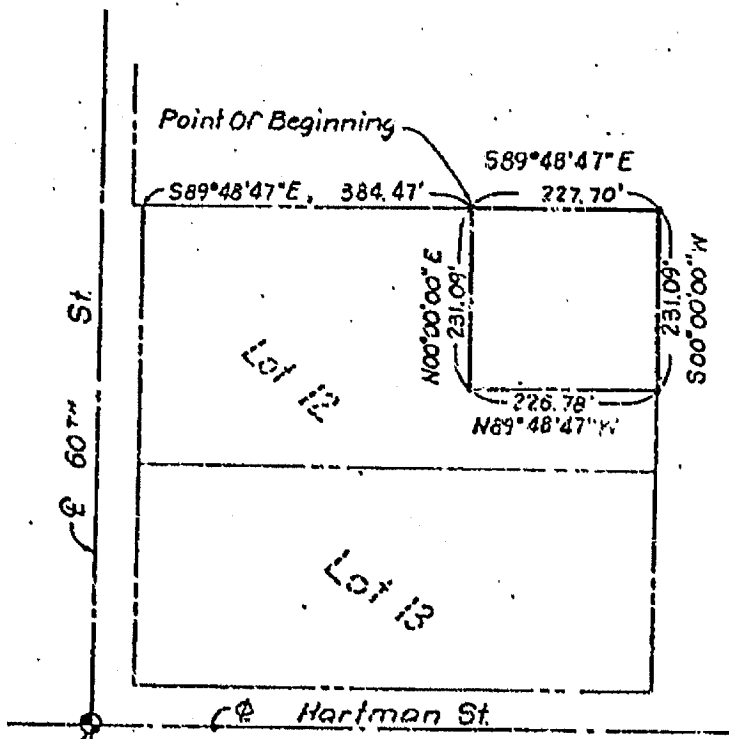 Point Of Beginning
S89°48'47"E
S89°48'47"E, 384.47'
227.70'
N00°00'00"E
231.09'
231.09'
S00°00'00"W
226.78'
N89°48'47"W
Lot 12
℄ 60TH St.
Lot 13
℄ Hartman St.